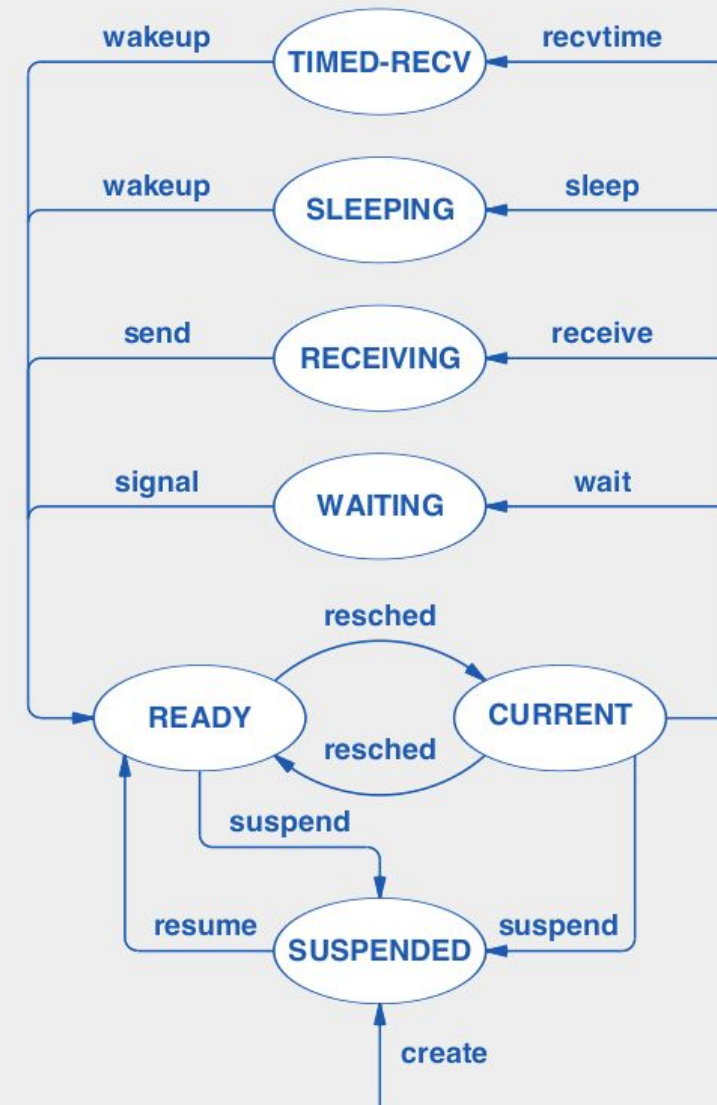 wakeup
TIMED-RECV
recvtime
wakeup
SLEEPING
sleep
send
RECEIVING
receive
signal
WAITING
wait
resched
READY
CURRENT
resched
suspend
resume
SUSPENDED
suspend
create